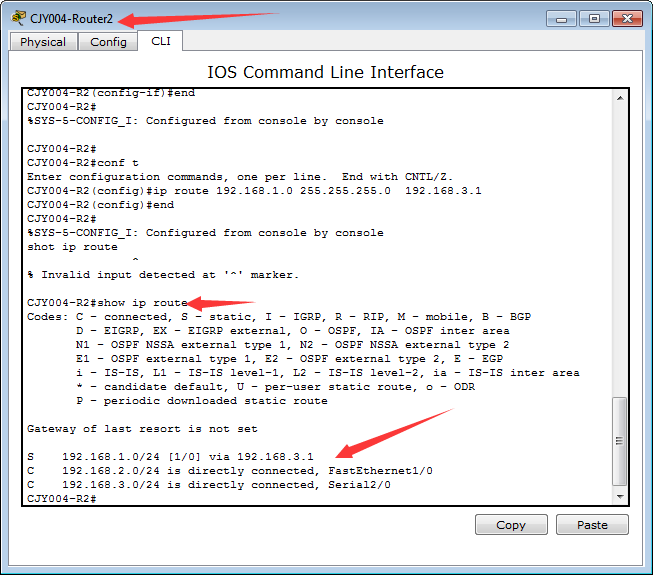 CJY004-Router2
Physical Config CLI
IOS Command Line Interface
CJY004-R2(config-if)#end
CJY004-R2#
%SYS-5-CONFIG_I: Configured from console by console
CJY004-R2#
CJY004-R2#conf t
Enter configuration commands, one per line.  End with CNTL/Z.
CJY004-R2(config)#ip route 192.168.1.0 255.255.255.0  192.168.3.1
CJY004-R2(config)#end
CJY004-R2#
%SYS-5-CONFIG_I: Configured from console by console
shot ip route
^
% Invalid input detected at '^' marker.
CJY004-R2#show ip route
Codes: C - connected, S - static, I - IGRP, R - RIP, M - mobile, B - BGP
D - EIGRP, EX - EIGRP external, O - OSPF, IA - OSPF inter area
N1 - OSPF NSSA external type 1, N2 - OSPF NSSA external type 2
E1 - OSPF external type 1, E2 - OSPF external type 2, E - EGP
i - IS-IS, L1 - IS-IS level-1, L2 - IS-IS level-2, ia - IS-IS inter area
* - candidate default, U - per-user static route, o - ODR
P - periodic downloaded static route
Gateway of last resort is not set
S    192.168.1.0/24 [1/0] via 192.168.3.1
C    192.168.2.0/24 is directly connected, FastEthernet1/0
C    192.168.3.0/24 is directly connected, Serial2/0
CJY004-R2#
Copy Paste